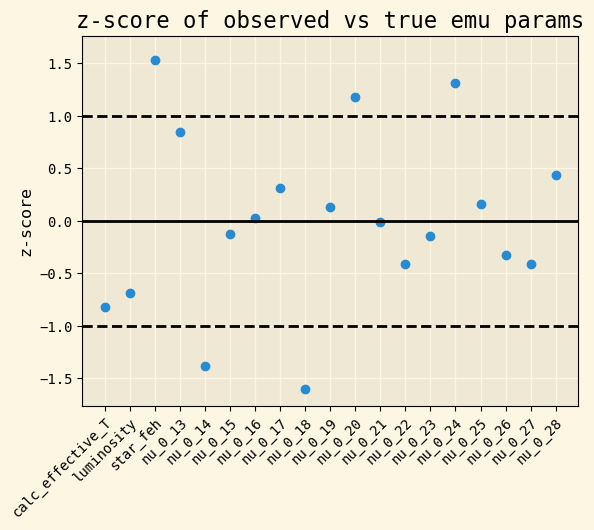 z-score of observed vs true emu params
z-score
1.5
1.0
0.5
0.0
−0.5
−1.0
−1.5
calc_effective_T
luminosity
star_feh
nu_0_13
nu_0_14
nu_0_15
nu_0_16
nu_0_17
nu_0_18
nu_0_19
nu_0_20
nu_0_21
nu_0_22
nu_0_23
nu_0_24
nu_0_25
nu_0_26
nu_0_27
nu_0_28